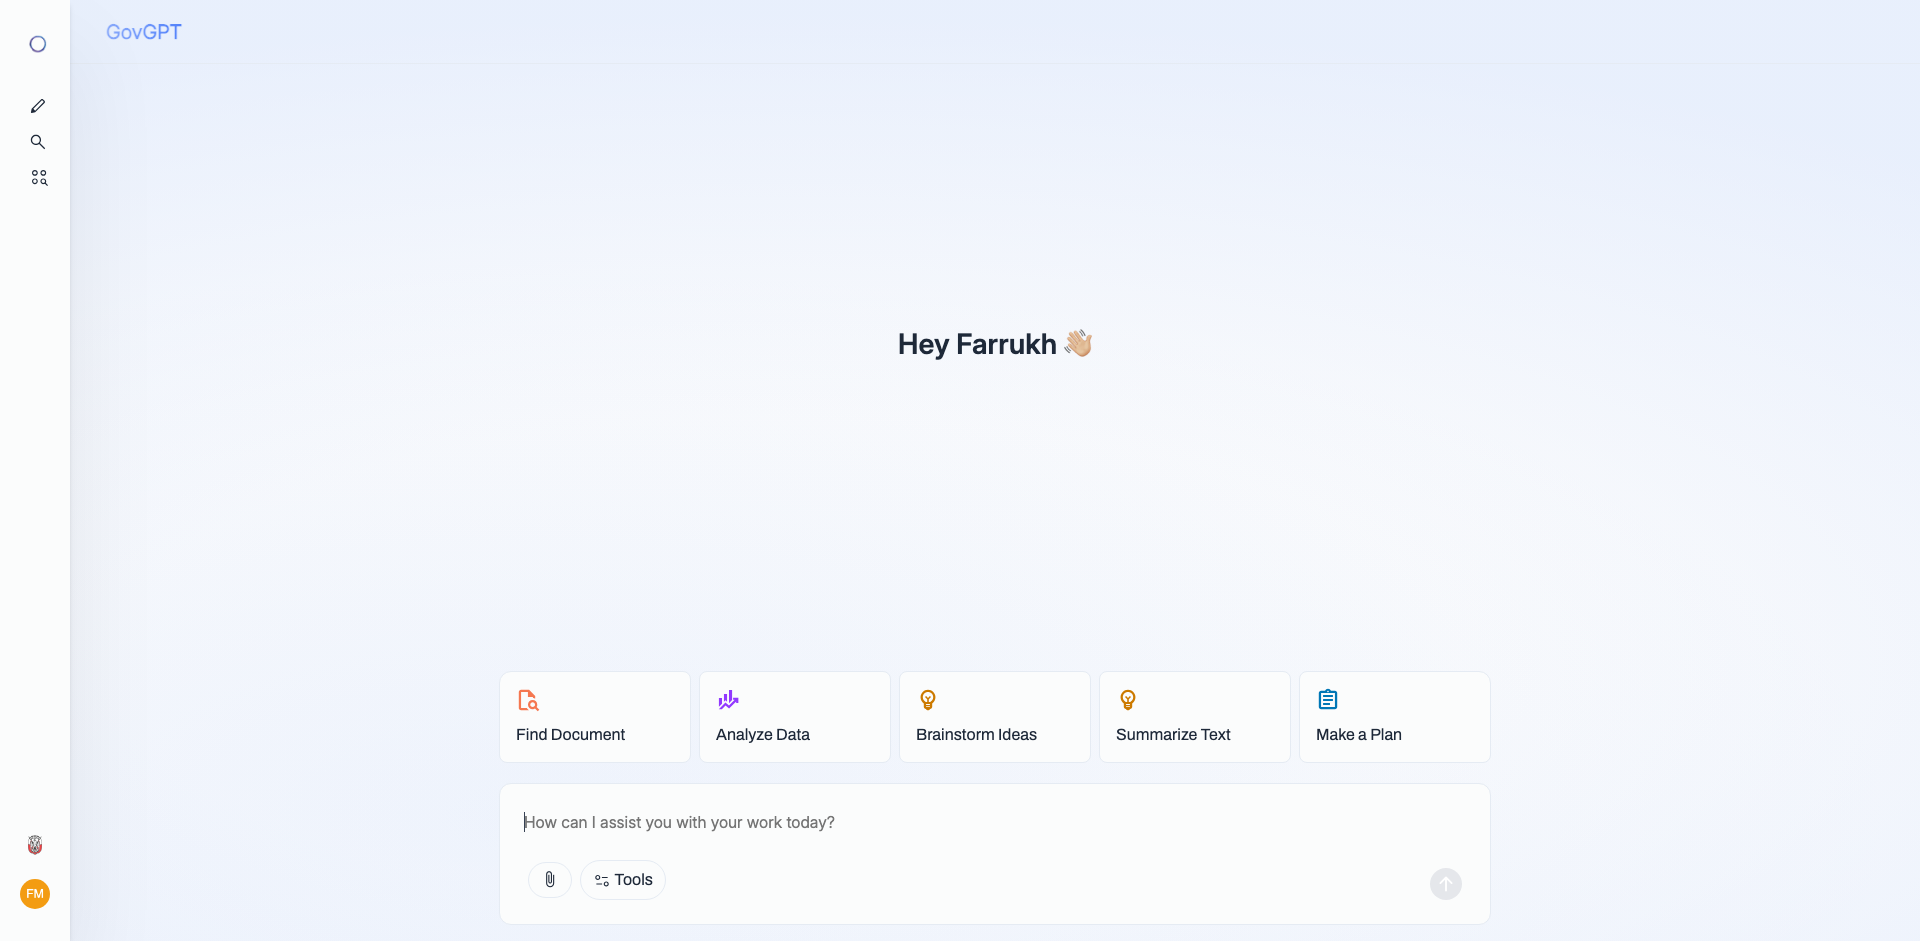 GovGPT
Hey Farrukh 👋🏼
Find Document
Analyze Data
Brainstorm Ideas
Summarize Text
Make a Plan
How can I assist you with your work today?
Tools
FM